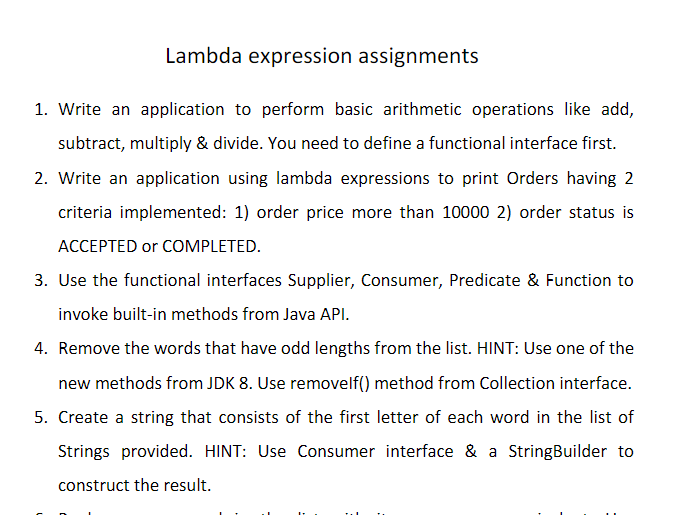 Lambda expression assignments
1. Write an application to perform basic arithmetic operations like add,
subtract, multiply & divide. You need to define a functional interface first.
2. Write an application using lambda expressions to print Orders having 2
criteria implemented: 1) order price more than 10000 2) order status is
ACCEPTED or COMPLETED.
3. Use the functional interfaces Supplier, Consumer, Predicate & Function to
invoke built-in methods from Java API.
4. Remove the words that have odd lengths from the list. HINT: Use one of the
new methods from JDK 8. Use removeIf() method from Collection interface.
5. Create a string that consists of the first letter of each word in the list of
Strings provided. HINT: Use Consumer interface & a StringBuilder to
construct the result.